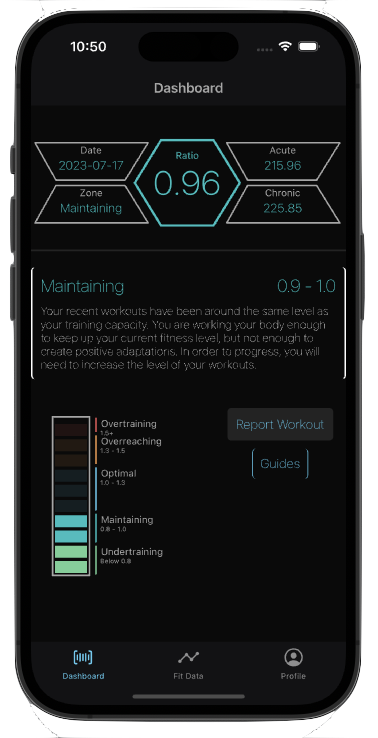 10:50
Dashboard
Date
2023-07-17
Zone
Maintaining
Ratio
0.96
Acute
215.96
Chronic
225.85
Maintaining 0.9 - 1.0
Your recent workouts have been around the same level as
your training capacity. You are working your body enough
to keep up your current fitness level, but not enough to
create positive adaptations. In order to progress, you will
need to increase the level of your workouts.
Overtraining
1.5+
Overreaching
1.3 - 1.5
Optimal
1.0 - 1.3
Maintaining
0.8 - 1.0
Undertraining
Below 0.8
Report Workout
Guides
Dashboard
Fit Data
Profile